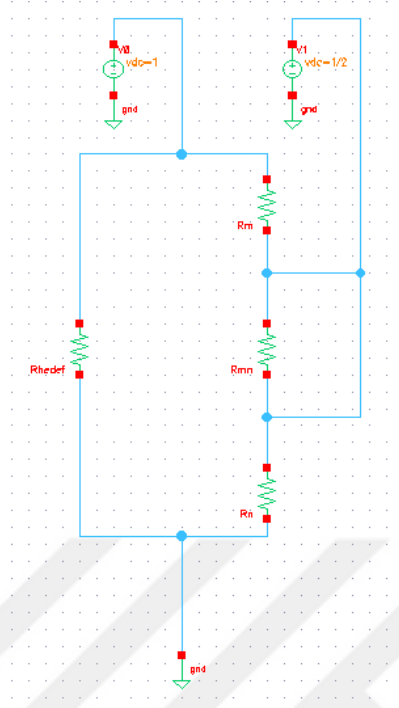 V0
vdc=1
gnd
V1
vdc=1/2
gnd
Rm
Rhedef
Rmn
Rn
gnd